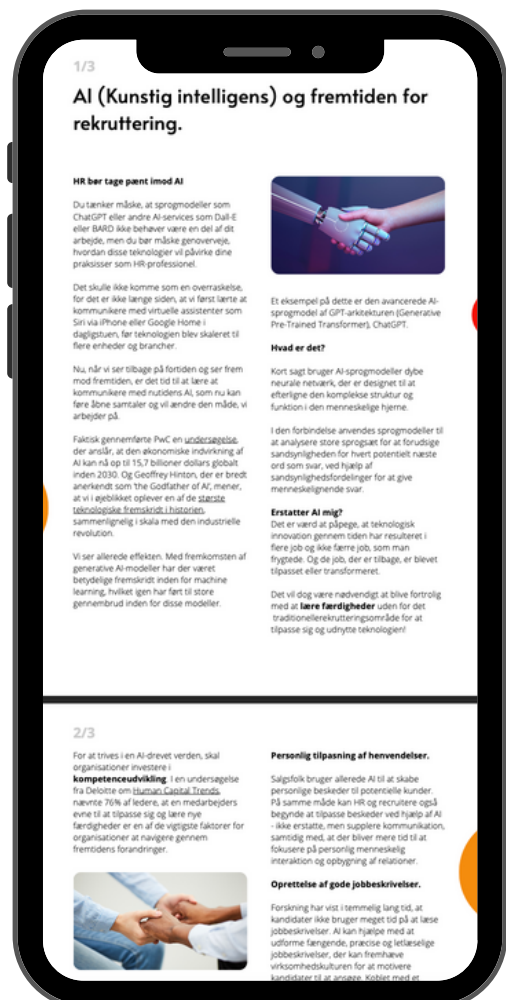 1/3
AI (Kunstig intelligens) og fremtiden for
rekruttering.
HR bør tage pænt imod AI
Du tænker måske, at sprogmodeller som
ChatGPT eller andre AI-services som Dall-E
eller BARD ikke behøver være en del af dit
arbejde, men du bør måske genoverveje,
hvordan disse teknologier vil påvirke dine
praksisser som HR-professionel.
Det skulle ikke komme som en overraskelse,
for det er ikke længe siden, at vi først lærte at
kommunikere med virtuelle assistenter som
Siri via iPhone eller Google Home i
dagligstuen, før teknologien blev skaleret til
flere enheder og brancher.
Nu, når vi ser tilbage på fortiden og ser frem
mod fremtiden, er det tid til at lære at
kommunikere med nutidens AI, som nu kan
føre åbne samtaler og vil ændre den måde, vi
arbejder på.
Faktisk gennemførte PwC en undersøgelse,
der anslår, at den økonomiske indvirkning af
AI kan nå op til 15,7 billioner dollars globalt
inden 2030. Og Geoffrey Hinton, der er bredt
anerkendt som 'the Godfather of AI', mener,
at vi i øjeblikket oplever en af de største
teknologiske fremskridt i historien,
sammenlignelig i skala med den industrielle
revolution.
Vi ser allerede effekten. Med fremkomsten af
generative AI-modeller har der været
betydelige fremskridt inden for machine
learning, hvilket igen har ført til store
gennembrud inden for disse modeller.
Et eksempel på dette er den avancerede AI-
sprogmodel af GPT-arkitekturen (Generative
Pre-Trained Transformer), ChatGPT.
Hvad er det?
Kort sagt bruger AI-sprogmodeller dybe
neurale netværk, der er designet til at
efterligne den komplekse struktur og
funktion i den menneskelige hjerne.
I den forbindelse anvendes sprogmodeller til
at analysere store sprogsæt for at forudsige
sandsynligheden for hvert potentielt næste
ord som svar, ved hjælp af
sandsynlighedsfordelinger for at give
menneskelignende svar.
Erstatter AI mig?
Det er værd at påpege, at teknologisk
innovation gennem tiden har resulteret i
flere job og ikke færre job, som man
frygtede. Og de job, der er tilbage, er blevet
tilpasset eller transformeret.
Det vil dog være nødvendigt at blive fortrolig
med at lære færdigheder uden for det
traditionellerekrutteringsområde for at
tilpasse sig og udnytte teknologien!
2/3
For at trives i en AI-drevet verden, skal
organisationer investere i
kompetenceudvikling. I en undersøgelse
fra Deloitte om Human Capital Trends,
nævnte 76% af ledere, at en medarbejders
evne til at tilpasse sig og lære nye
færdigheder er en af de vigtigste faktorer for
organisationer at navigere gennem
fremtidens forandringer.
Personlig tilpasning af henvendelser.
Salgsfolk bruger allerede AI til at skabe
personlige beskeder til potentielle kunder.
På samme måde kan HR og recruitere også
begynde at tilpasse beskeder ved hjælp af AI
- ikke erstatte, men supplere kommunikation,
samtidig med, at der bliver mere tid til at
fokusere på personlig menneskelig
interaktion og opbygning af relationer.
Oprettelse af gode jobbeskrivelser.
Forskning har vist i temmelig lang tid, at
kandidater ikke bruger meget tid på at læse
jobbeskrivelser. AI kan hjælpe med at
udforme fængende, præcise og letlæselige
jobbeskrivelser, der kan fremhæve
virksomhedskulturen for at motivere
kandidater til at ansøge. Koblet med et